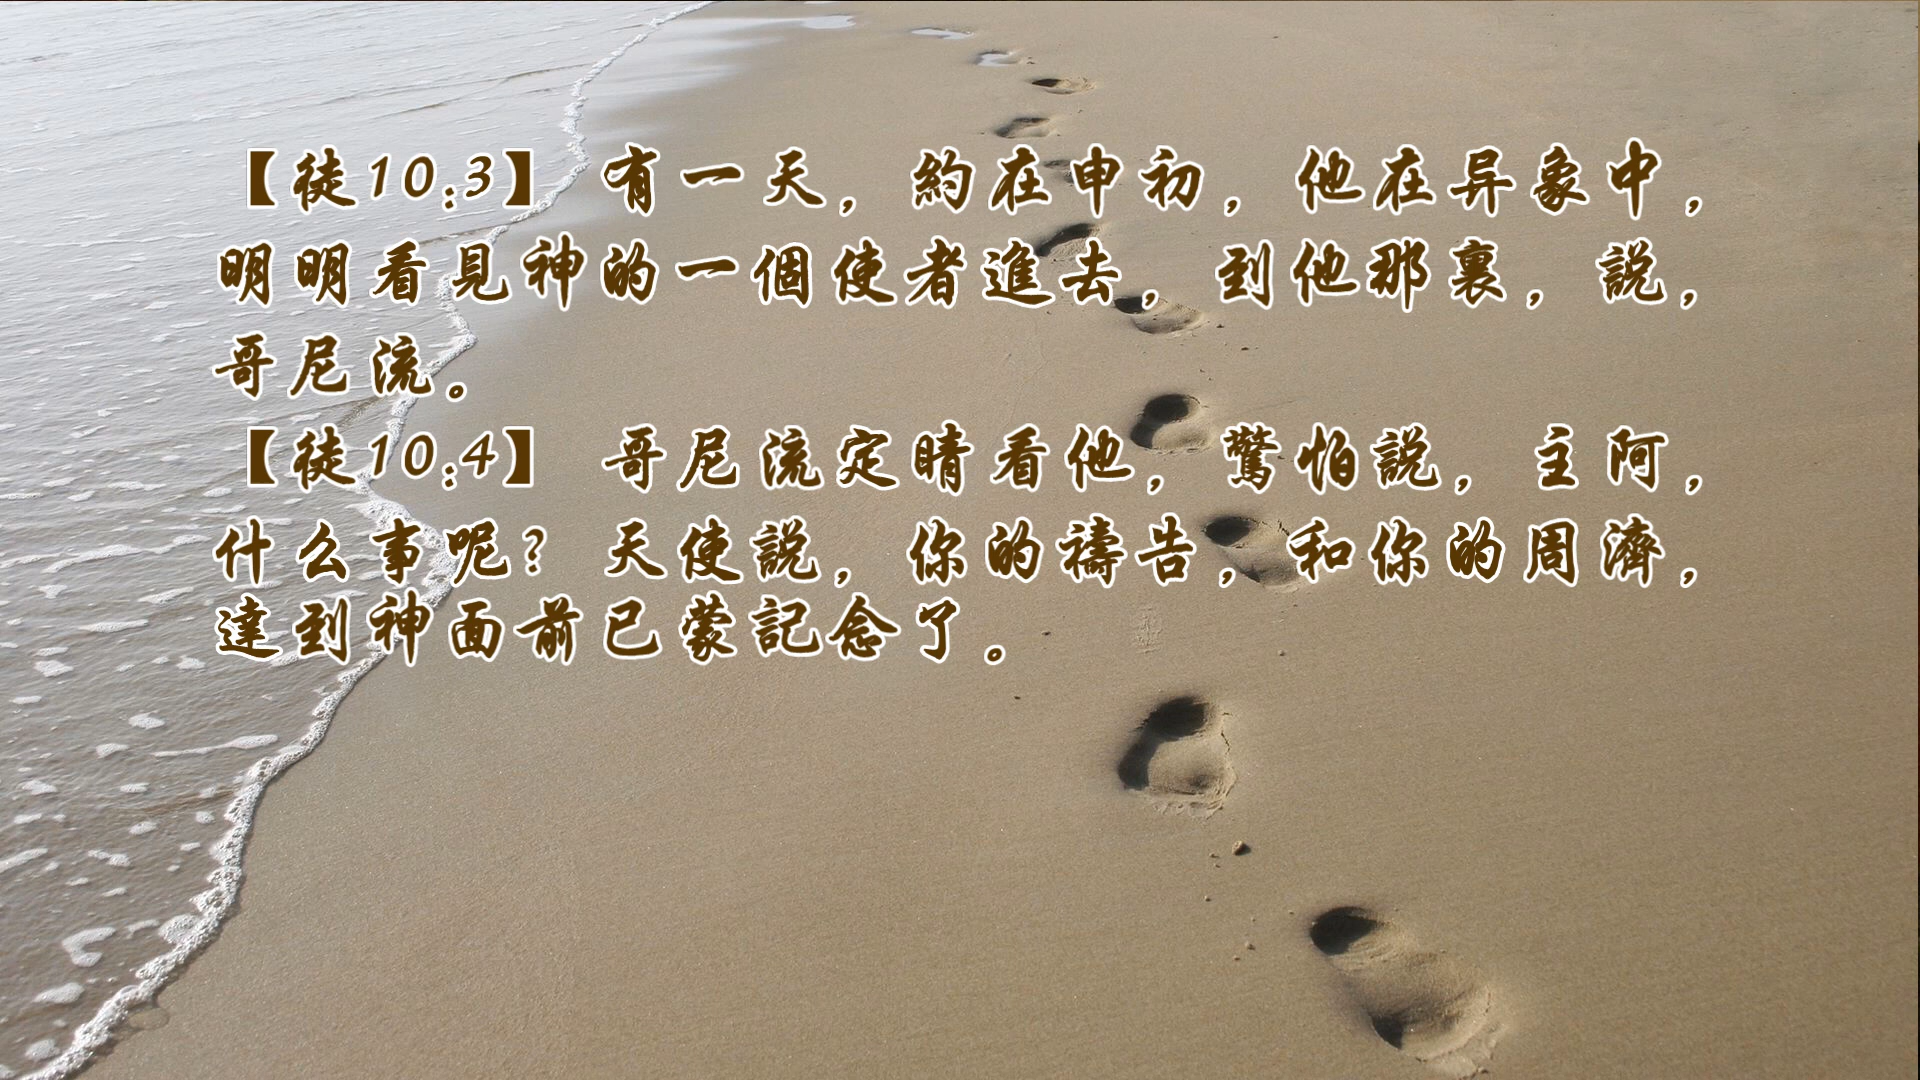 【徒10:3】 有一天，約在申初，他在异象中，
明明看見神的一個使者進去，到他那裏，説，
哥尼流。
【徒10:4】 哥尼流定睛看他，驚怕説，主阿，
什么事呢？天使説，你的禱告，和你的周濟，
達到神面前已蒙記念了。